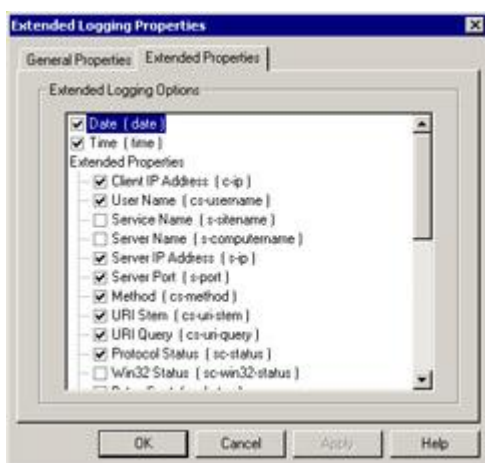 Extended Logging Properties
General Properties Extended Properties
Extended Logging Options
Date ( date )
Time ( time )
Extended Properties
Client IP Address ( c-ip )
User Name ( cs-username )
Service Name ( s-sitename )
Server Name ( s-computername )
Server IP Address ( s-ip )
Server Port ( s-port )
Method ( cs-method )
URI Stem ( cs-uri-stem )
URI Query ( cs-uri-query )
Protocol Status ( sc-status )
Win32 Status ( sc-win32-status )
OK Cancel Apply Help